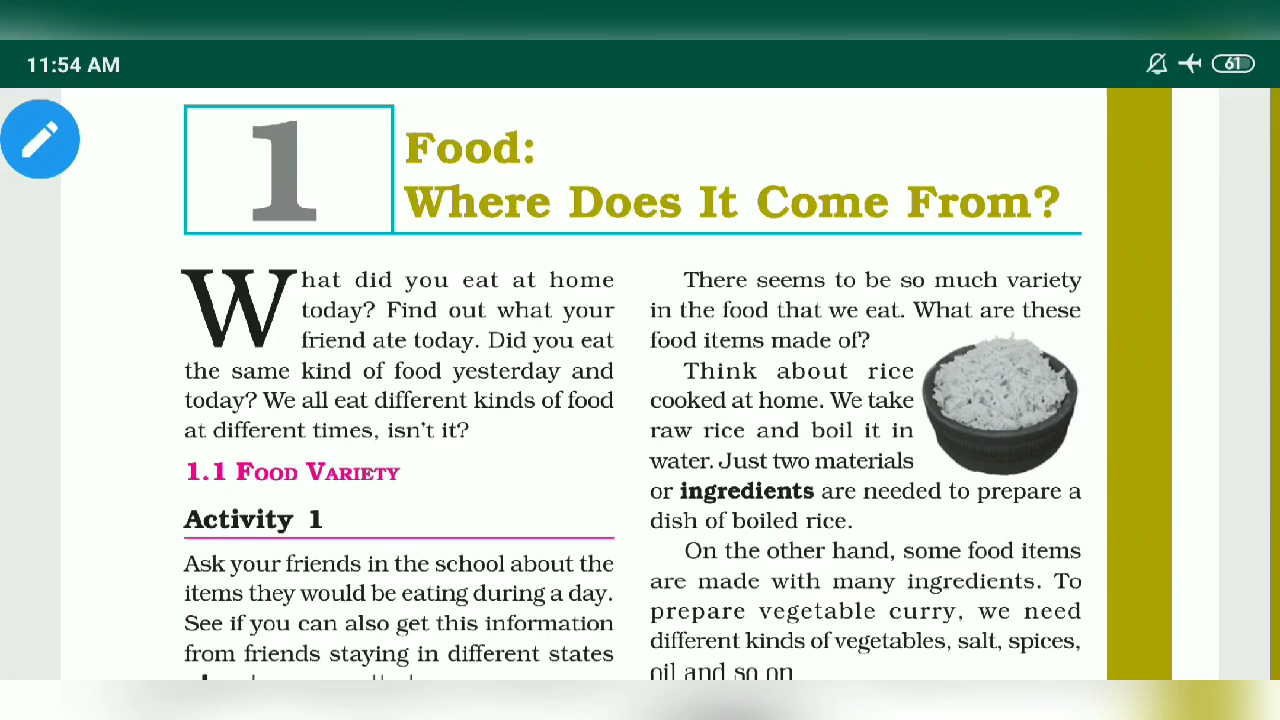 11:54 AM
61
1
Food:
Where Does It Come From?
What did you eat at home
today? Find out what your
friend ate today. Did you eat
the same kind of food yesterday and
today? We all eat different kinds of food
at different times, isn't it?
1.1 FOOD VARIETY
Activity 1
Ask your friends in the school about the
items they would be eating during a day.
See if you can also get this information
from friends staying in different states
There seems to be so much variety
in the food that we eat. What are these
food items made of?
Think about rice
cooked at home. We take
raw rice and boil it in
water. Just two materials
or ingredients are needed to prepare a
dish of boiled rice.
On the other hand, some food items
are made with many ingredients. To
prepare vegetable curry, we need
different kinds of vegetables, salt, spices,
oil and so on